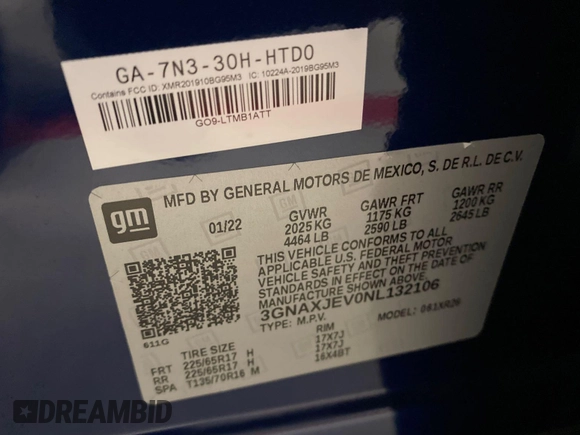 GA-7N3-30H-HTD0
Contains FCC ID: XMR201910BG95M3 IC: 10224A-2019BG95M3
GO9-LTMB1ATT
gm
MFD BY GENERAL MOTORS DE MEXICO, S. DE R.L. DE C.V.
01/22 GVWR GAWR FRT GAWR RR
2025 KG 1175 KG 1200 KG
4464 LB 2590 LB 2645 LB
THIS VEHICLE CONFORMS TO ALL
APPLICABLE U.S. FEDERAL MOTOR
VEHICLE SAFETY AND THEFT PREVENTION
STANDARDS IN EFFECT ON THE DATE OF
MANUFACTURE SHOWN ABOVE.
3GNAXJEV0NL132106
TYPE: M.P.V. MODEL: 061XR26
611G
TIRE SIZE RIM
FRT 225/65R17 H 17X7J
RR 225/65R17 H 17X7J
SPA T135/70R16 M 16X4BT
DREAMBID